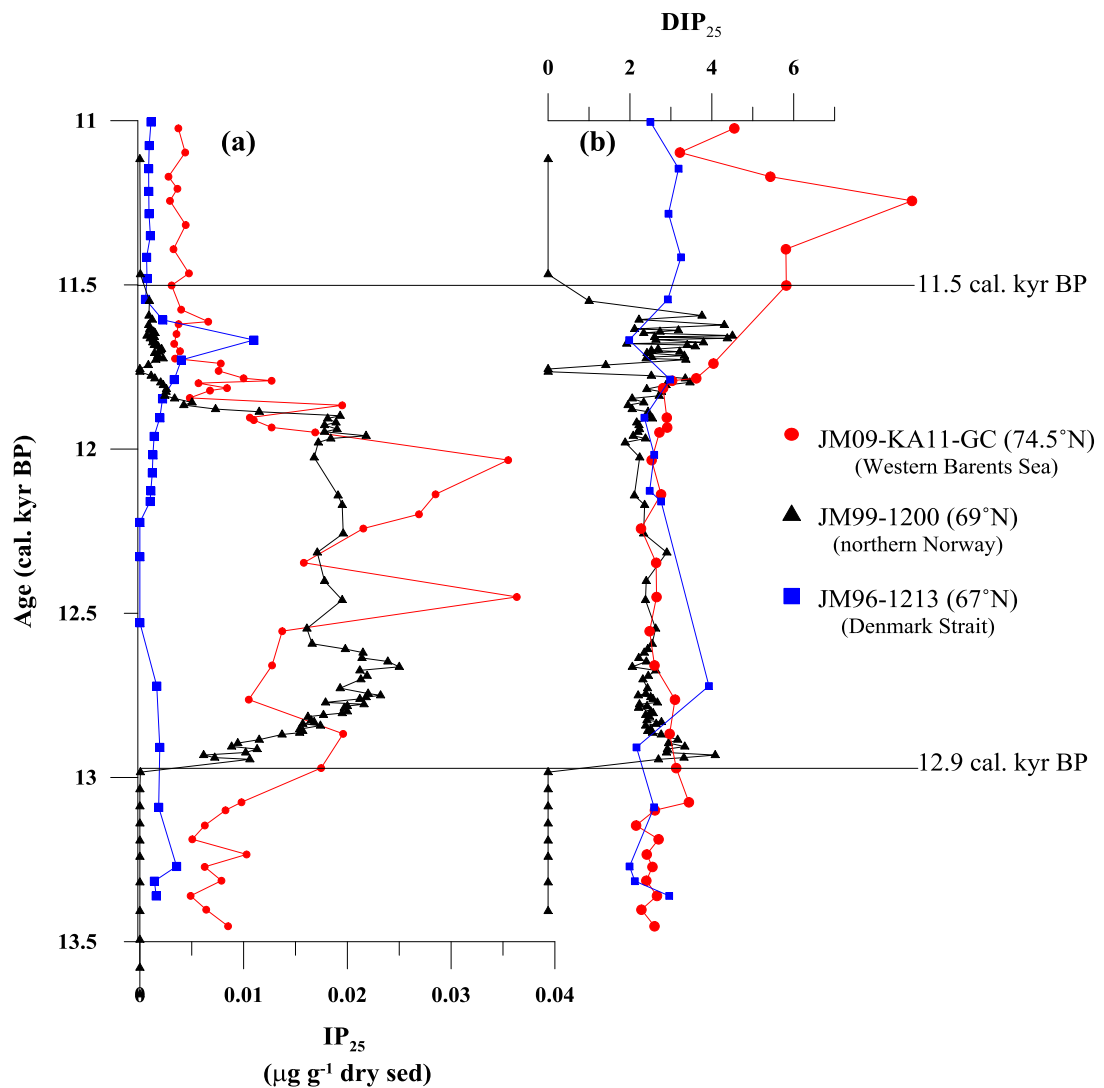 DIP₂₅
0 2 4 6
11
(a)
(b)
11.5
11.5 cal. kyr BP
12
JM09-KA11-GC (74.5˚N)
(Western Barents Sea)
JM99-1200 (69˚N)
(northern Norway)
JM96-1213 (67˚N)
(Denmark Strait)
Age (cal. kyr BP)
12.5
12.9 cal. kyr BP
13
13.5
0 0.01 0.02 0.03 0.04
IP₂₅
(µg g⁻¹ dry sed)